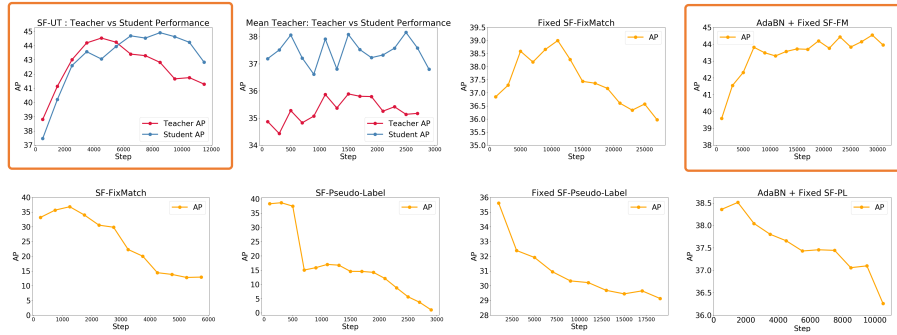 SF-UT : Teacher vs Student Performance
45
44
43
42
41
40
39
38
37
AP
0 2000 4000 6000 8000 10000 12000
Step
Teacher AP
Student AP
Mean Teacher: Teacher vs Student Performance
38
37
36
35
34
AP
0 500 1000 1500 2000 2500 3000
Step
Teacher AP
Student AP
Fixed SF-FixMatch
39.5
39.0
38.5
38.0
37.5
37.0
36.5
36.0
35.5
35.0
AP
0 5000 10000 15000 20000 25000
Step
AP
AdaBN + Fixed SF-FM
45
44
43
42
41
40
39
38
AP
0 5000 10000 15000 20000 25000 30000
Step
AP
SF-FixMatch
40
35
30
25
20
15
10
5
0
AP
0 1000 2000 3000 4000 5000 6000
Step
AP
SF-Pseudo-Label
40
35
30
25
20
15
10
5
0
AP
0 500 1000 1500 2000 2500 3000
Step
AP
Fixed SF-Pseudo-Label
36
35
34
32
31
30
29
28
AP
2500 5000 7500 10000 12500 15000 17500
Step
AP
AdaBN + Fixed SF-PL
38.5
38.0
37.5
37.0
36.5
36.0
AP
0 2000 4000 6000 8000 10000
Step
AP